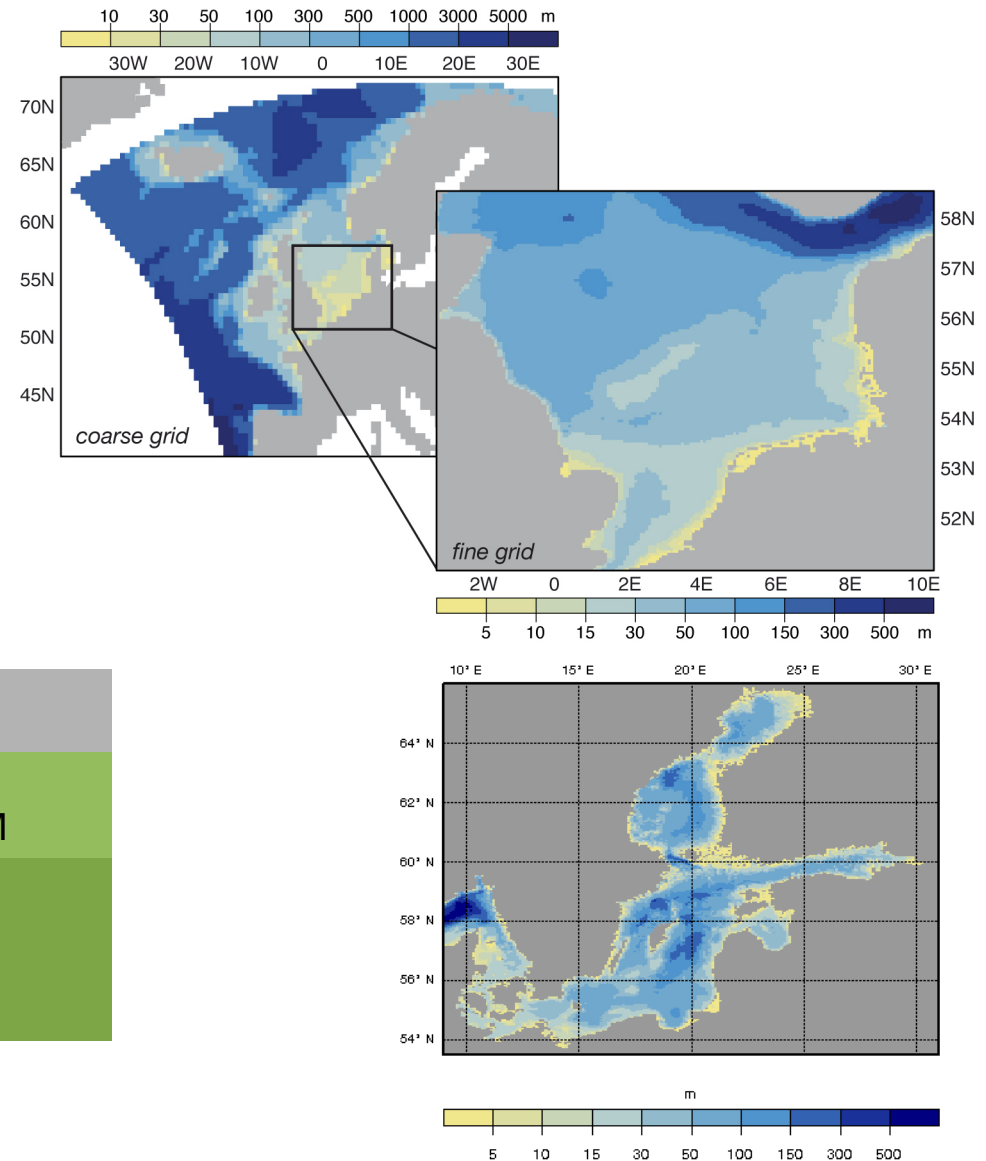 10 30 50 100 300 500 1000 3000 5000 m
30W 20W 10W 0 10E 20E 30E
70N
65N
60N
55N
50N
45N
coarse grid
58N
57N
56N
55N
54N
53N
52N
fine grid
2W 0 2E 4E 6E 8E 10E
5 10 15 30 50 100 150 300 500 m
10° E 15° E 20° E 25° E 30° E
64° N
62° N
60° N
58° N
56° N
54° N
m
5 10 15 30 50 100 150 300 500